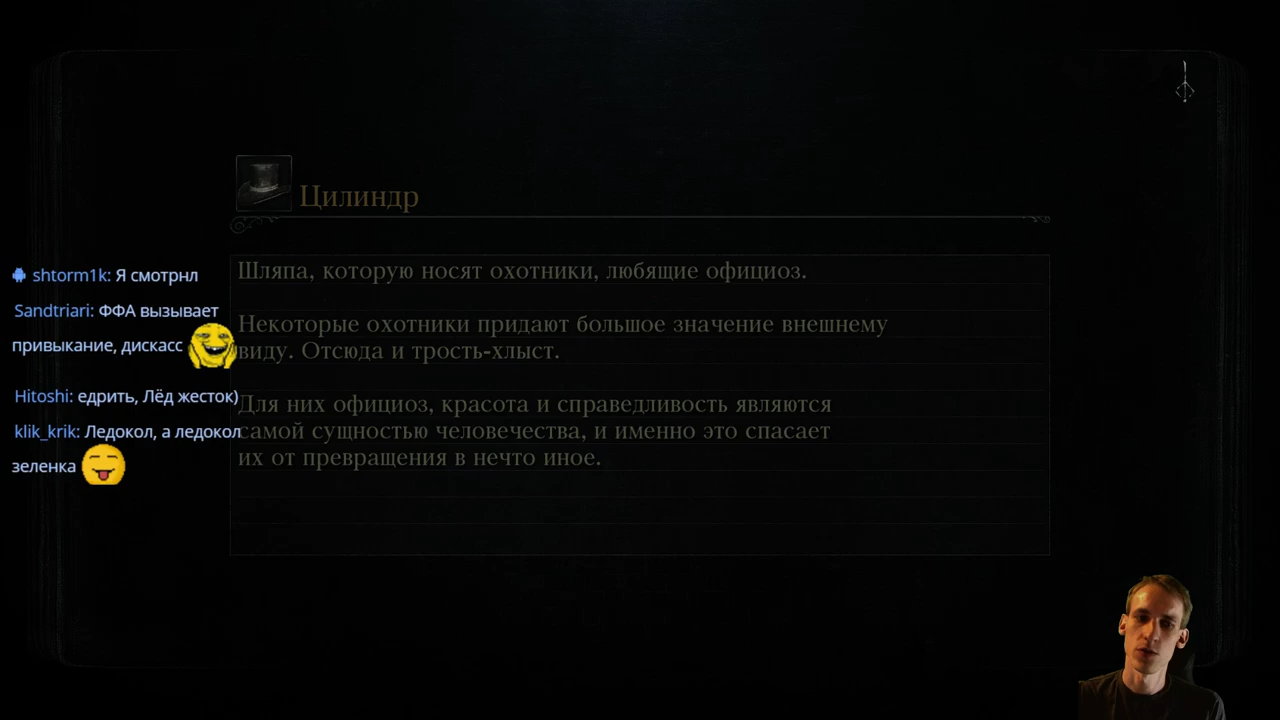 Цилиндр
Шляпа, которую носят охотники, любящие официоз.
Некоторые охотники придают большое значение внешнему
виду. Отсюда и трость-хлыст.
Для них официоз, красота и справедливость являются
самой сущностью человечества, и именно это спасает
их от превращения в нечто иное.
shtorm1k: Я смотрнл
Sandtriari: ФФА вызывает
привыкание, дискасс
Hitoshi: едрить, Лёд жесток)
klik_krik: Ледокол, а ледокол
зеленка